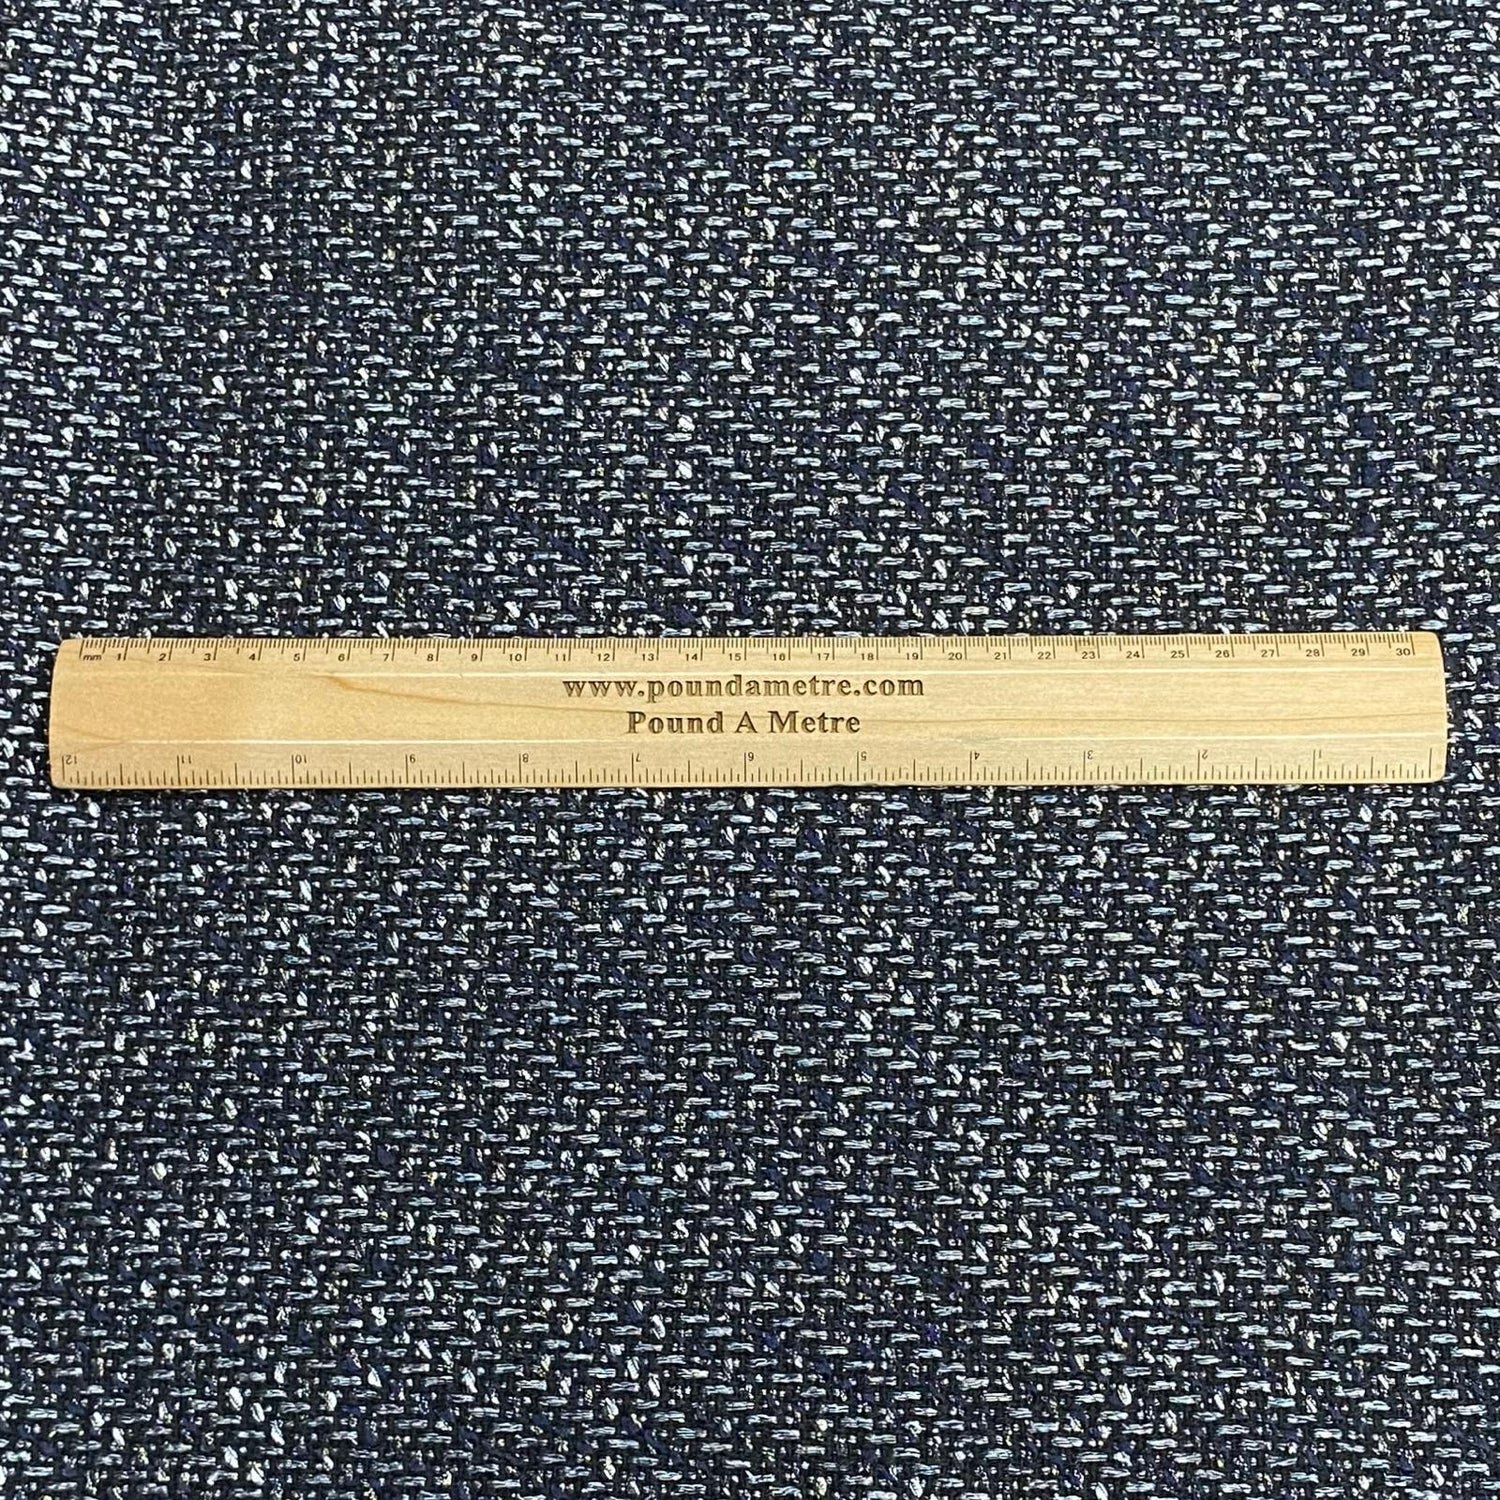 mm 1 2 3 4 5 6 7 8 9 10 11 12 13 14 15 16 17 18 19 20 21 22 23 24 25 26 27 28 29 30
www.poundametre.com
Pound A Metre
12 11 10 9 8 7 6 5 4 3 2 1